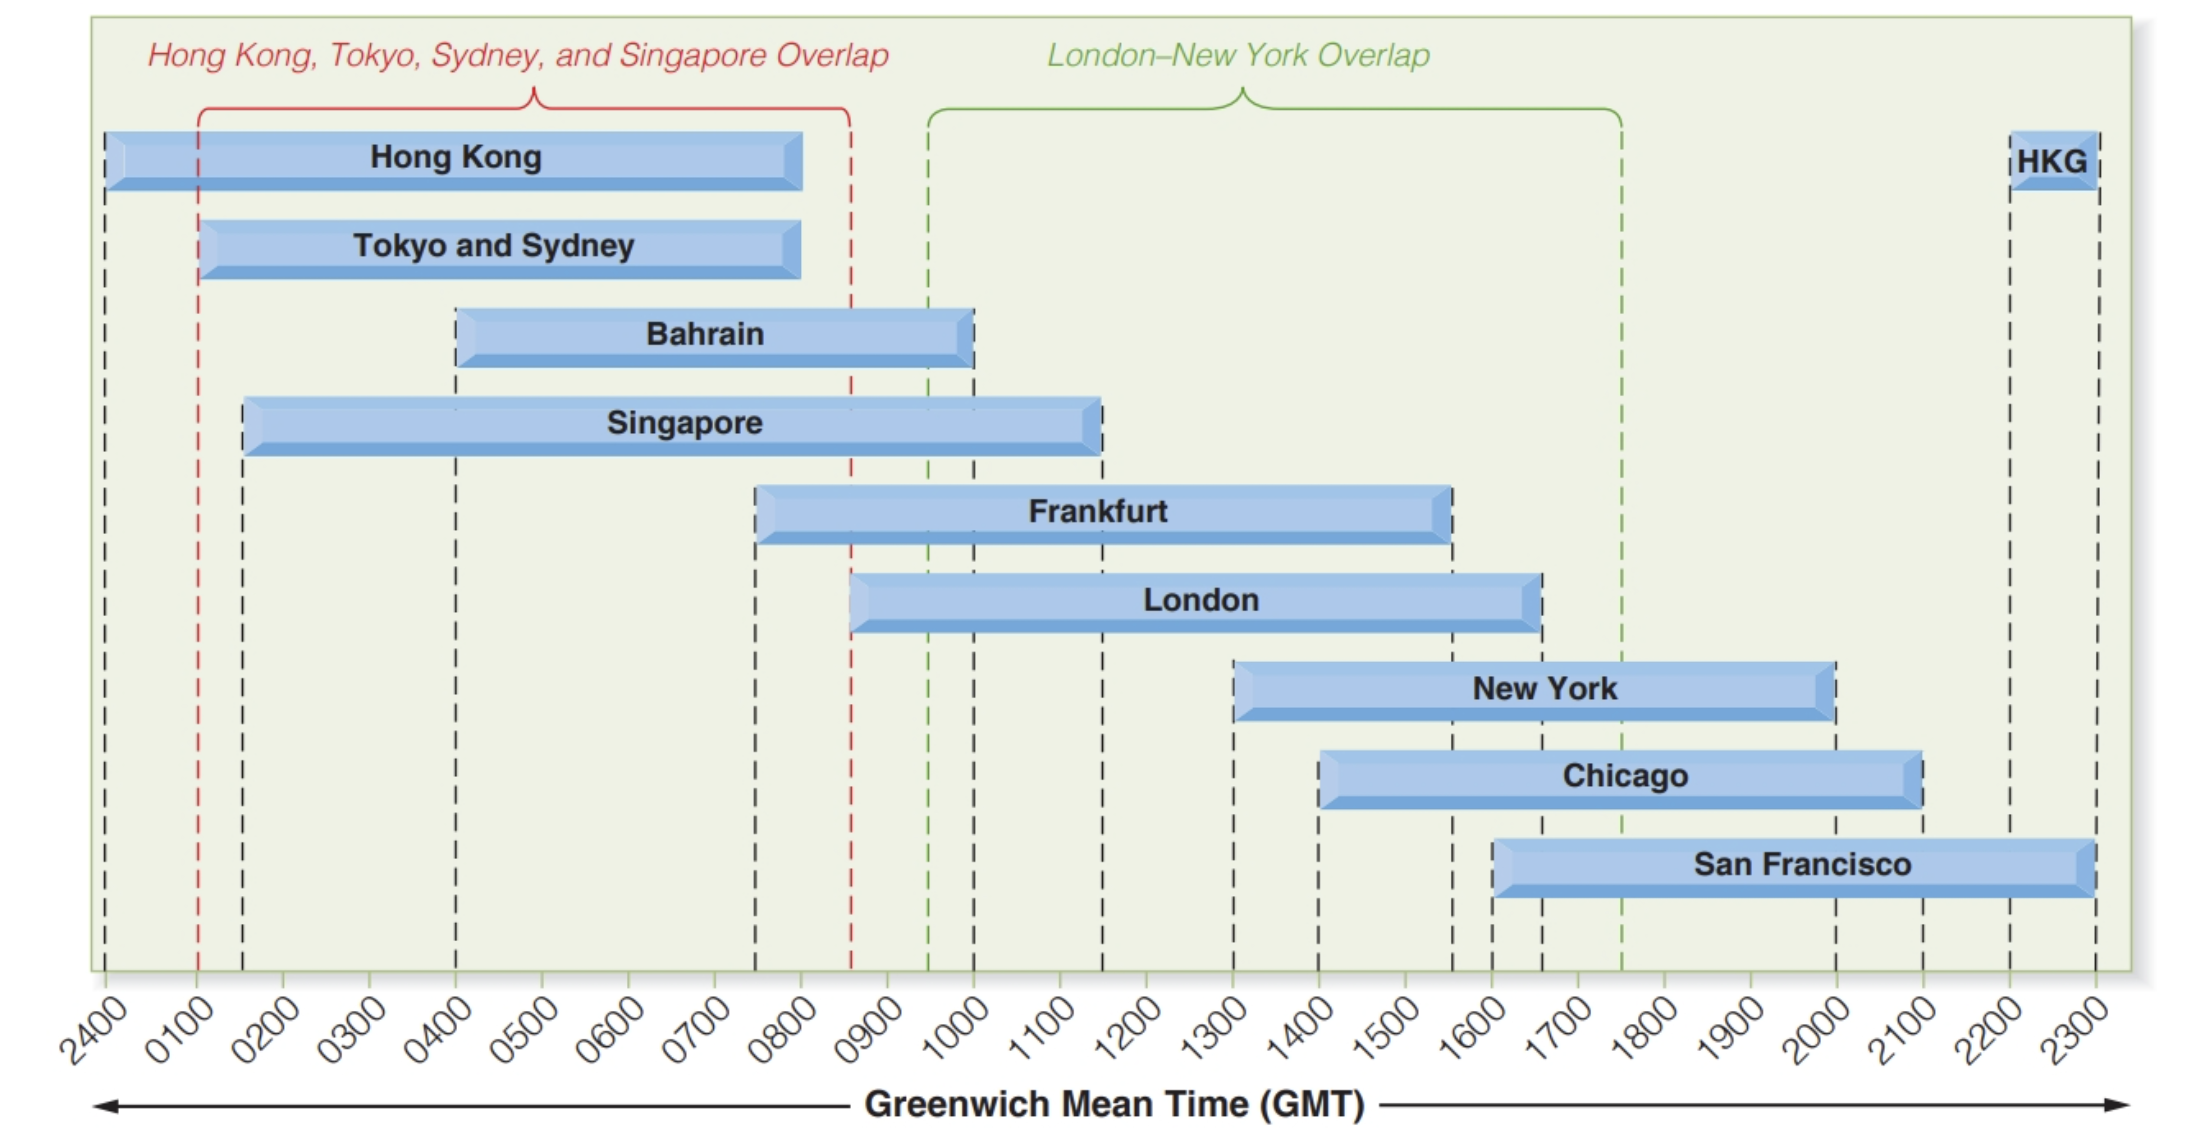 Hong Kong, Tokyo, Sydney, and Singapore Overlap
London–New York Overlap
Hong Kong
HKG
Tokyo and Sydney
Bahrain
Singapore
Frankfurt
London
New York
Chicago
San Francisco
2400
0100
0200
0300
0400
0500
0600
0700
0800
0900
1000
1100
1200
1300
1400
1500
1600
1700
1800
1900
2000
2100
2200
2300
Greenwich Mean Time (GMT)